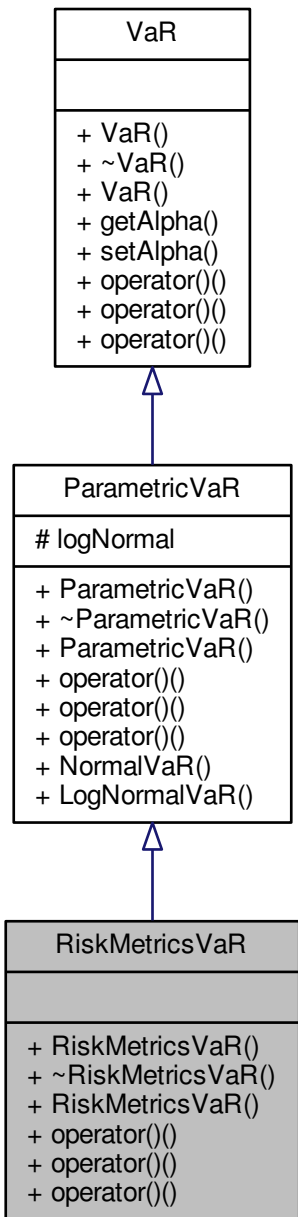 VaR
+ VaR()
+ ~VaR()
+ VaR()
+ getAlpha()
+ setAlpha()
+ operator()()
+ operator()()
+ operator()()
ParametricVaR
# logNormal
+ ParametricVaR()
+ ~ParametricVaR()
+ ParametricVaR()
+ operator()()
+ operator()()
+ operator()()
+ NormalVaR()
+ LogNormalVaR()
RiskMetricsVaR
+ RiskMetricsVaR()
+ ~RiskMetricsVaR()
+ RiskMetricsVaR()
+ operator()()
+ operator()()
+ operator()()